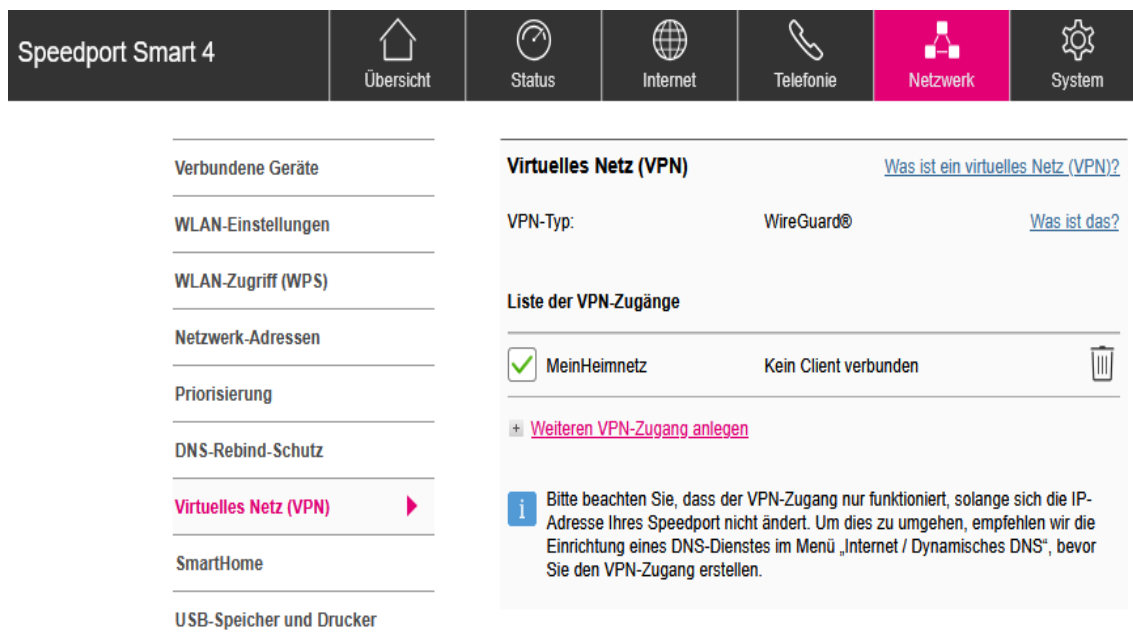 Speedport Smart 4
Übersicht
Status
Internet
Telefonie
Netzwerk
System
Verbundene Geräte
WLAN-Einstellungen
WLAN-Zugriff (WPS)
Netzwerk-Adressen
Priorisierung
DNS-Rebind-Schutz
Virtuelles Netz (VPN)
SmartHome
USB-Speicher und Drucker
Virtuelles Netz (VPN) Was ist ein virtuelles Netz (VPN)?
VPN-Typ: WireGuard® Was ist das?
Liste der VPN-Zugänge
MeinHeimnetz Kein Client verbunden
+ Weiteren VPN-Zugang anlegen
i Bitte beachten Sie, dass der VPN-Zugang nur funktioniert, solange sich die IP-
Adresse Ihres Speedport nicht ändert. Um dies zu umgehen, empfehlen wir die
Einrichtung eines DNS-Dienstes im Menü „Internet / Dynamisches DNS“, bevor
Sie den VPN-Zugang erstellen.